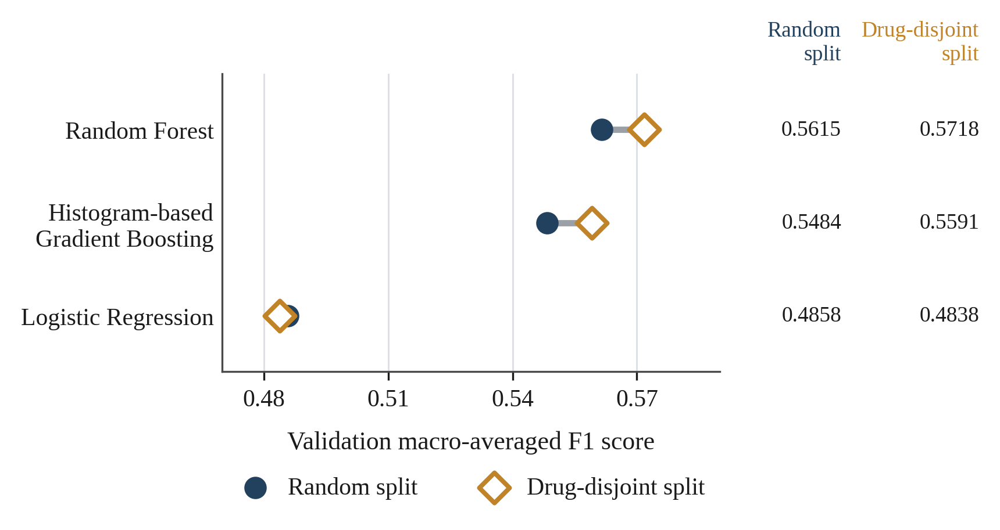 Random
split
Drug-disjoint
split
Random Forest
0.5615
0.5718
Histogram-based
Gradient Boosting
0.5484
0.5591
Logistic Regression
0.4858
0.4838
0.48
0.51
0.54
0.57
Validation macro-averaged F1 score
Random split
Drug-disjoint split